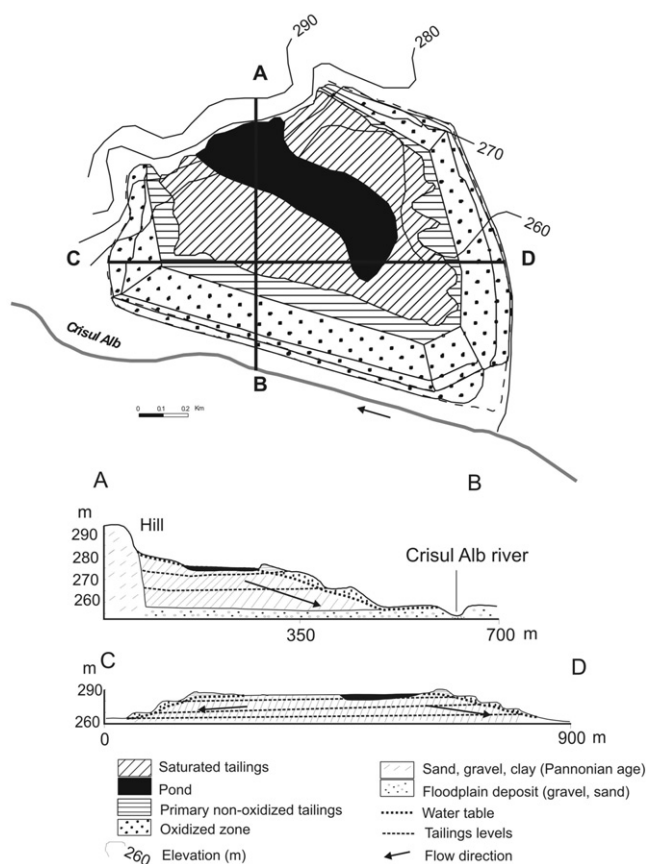 290
280
A
270
260
C
D
Crisul Alb
B
0 0.1 0.2 Km
A
B
m
Hill
290
280
270
260
Crisul Alb river
350
700 m
m
C
D
290
260
0
900 m
Saturated tailings
Pond
Primary non-oxidized tailings
Oxidized zone
260 Elevation (m)
Sand, gravel, clay (Pannonian age)
Floodplain deposit (gravel, sand)
Water table
Tailings levels
Flow direction